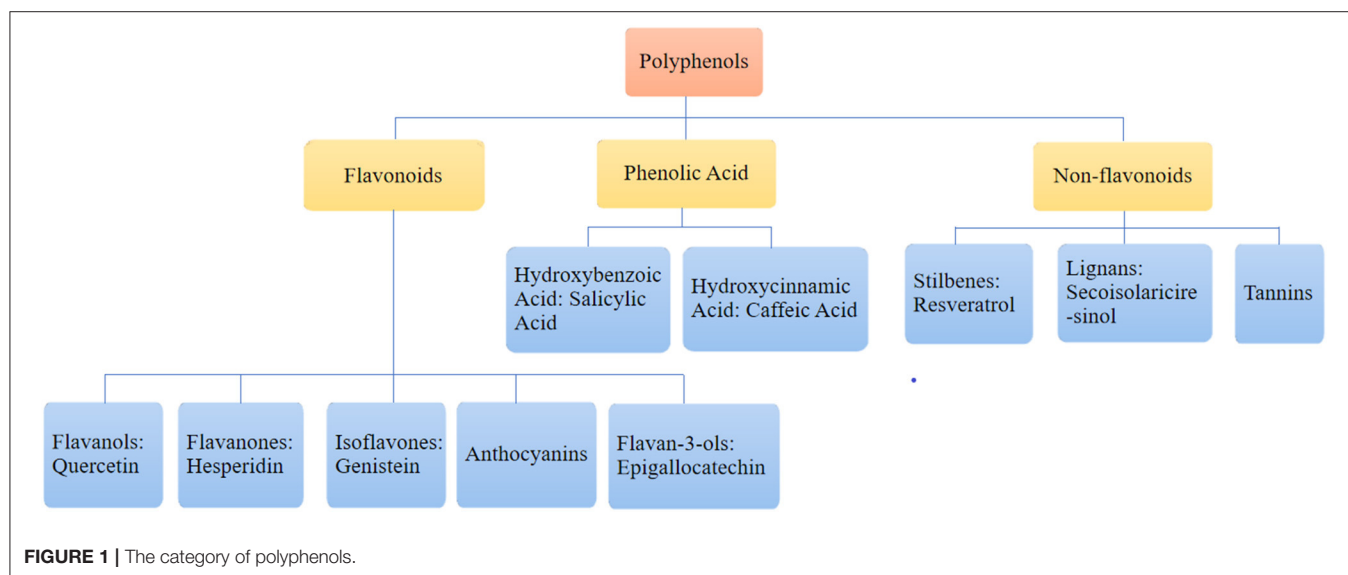 Polyphenols
Flavonoids
Phenolic Acid
Non-flavonoids
Hydroxybenzoic
Acid: Salicylic
Acid
Hydroxycinnamic
Acid: Caffeic Acid
Stilbenes:
Resveratrol
Lignans:
Secoisolaricire
-sinol
Tannins
Flavanols:
Quercetin
Flavanones:
Hesperidin
Isoflavones:
Genistein
Anthocyanins
Flavan-3-ols:
Epigallocatechin
FIGURE 1 | The category of polyphenols.